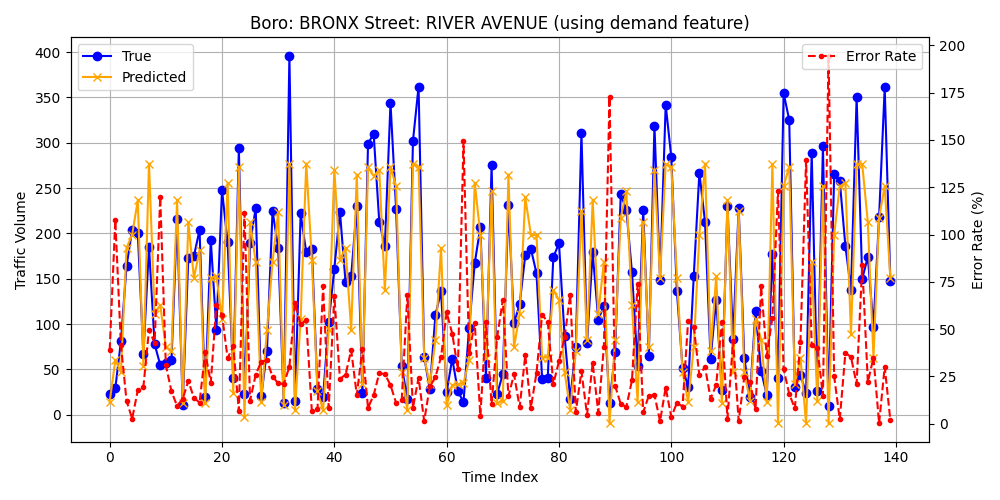 Boro: BRONX Street: RIVER AVENUE (using demand feature)
True
Predicted
Error Rate
Traffic Volume
400
350
300
250
200
150
100
50
0
200
175
150
125
100
75
50
25
0
Error Rate (%)
0 20 40 60 80 100 120 140
Time Index